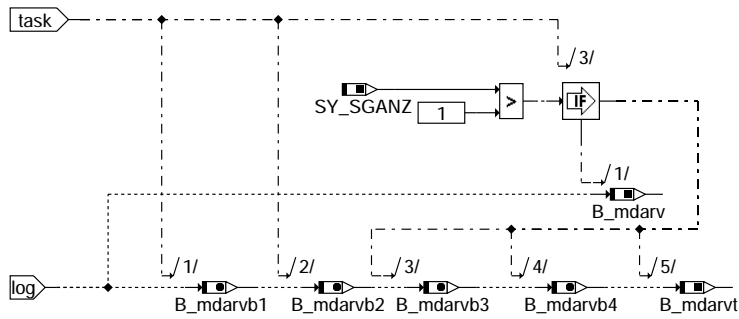 task
3/
SY_SGANZ
1
>
IF
1/
B_mdarv
log
1/
2/
3/
4/
5/
B_mdarvb1
B_mdarvb2
B_mdarvb3
B_mdarvb4
B_mdarvt